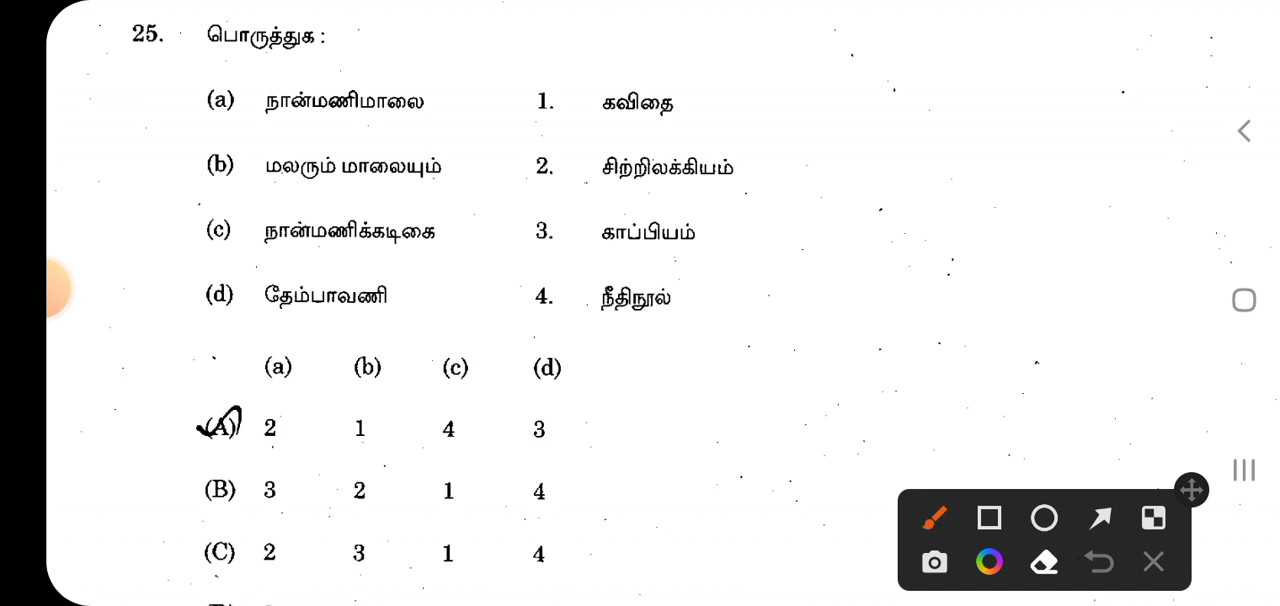 25. பொருத்துக :
(a) நான்மணிமாலை 1. கவிதை
(b) மலரும் மாலையும் 2. சிற்றிலக்கியம்
(c) நான்மணிக்கடிகை 3. காப்பியம்
(d) தேம்பாவணி 4. நீதிநூல்
(a) (b) (c) (d)
(A) 2 1 4 3
(B) 3 2 1 4
(C) 2 3 1 4